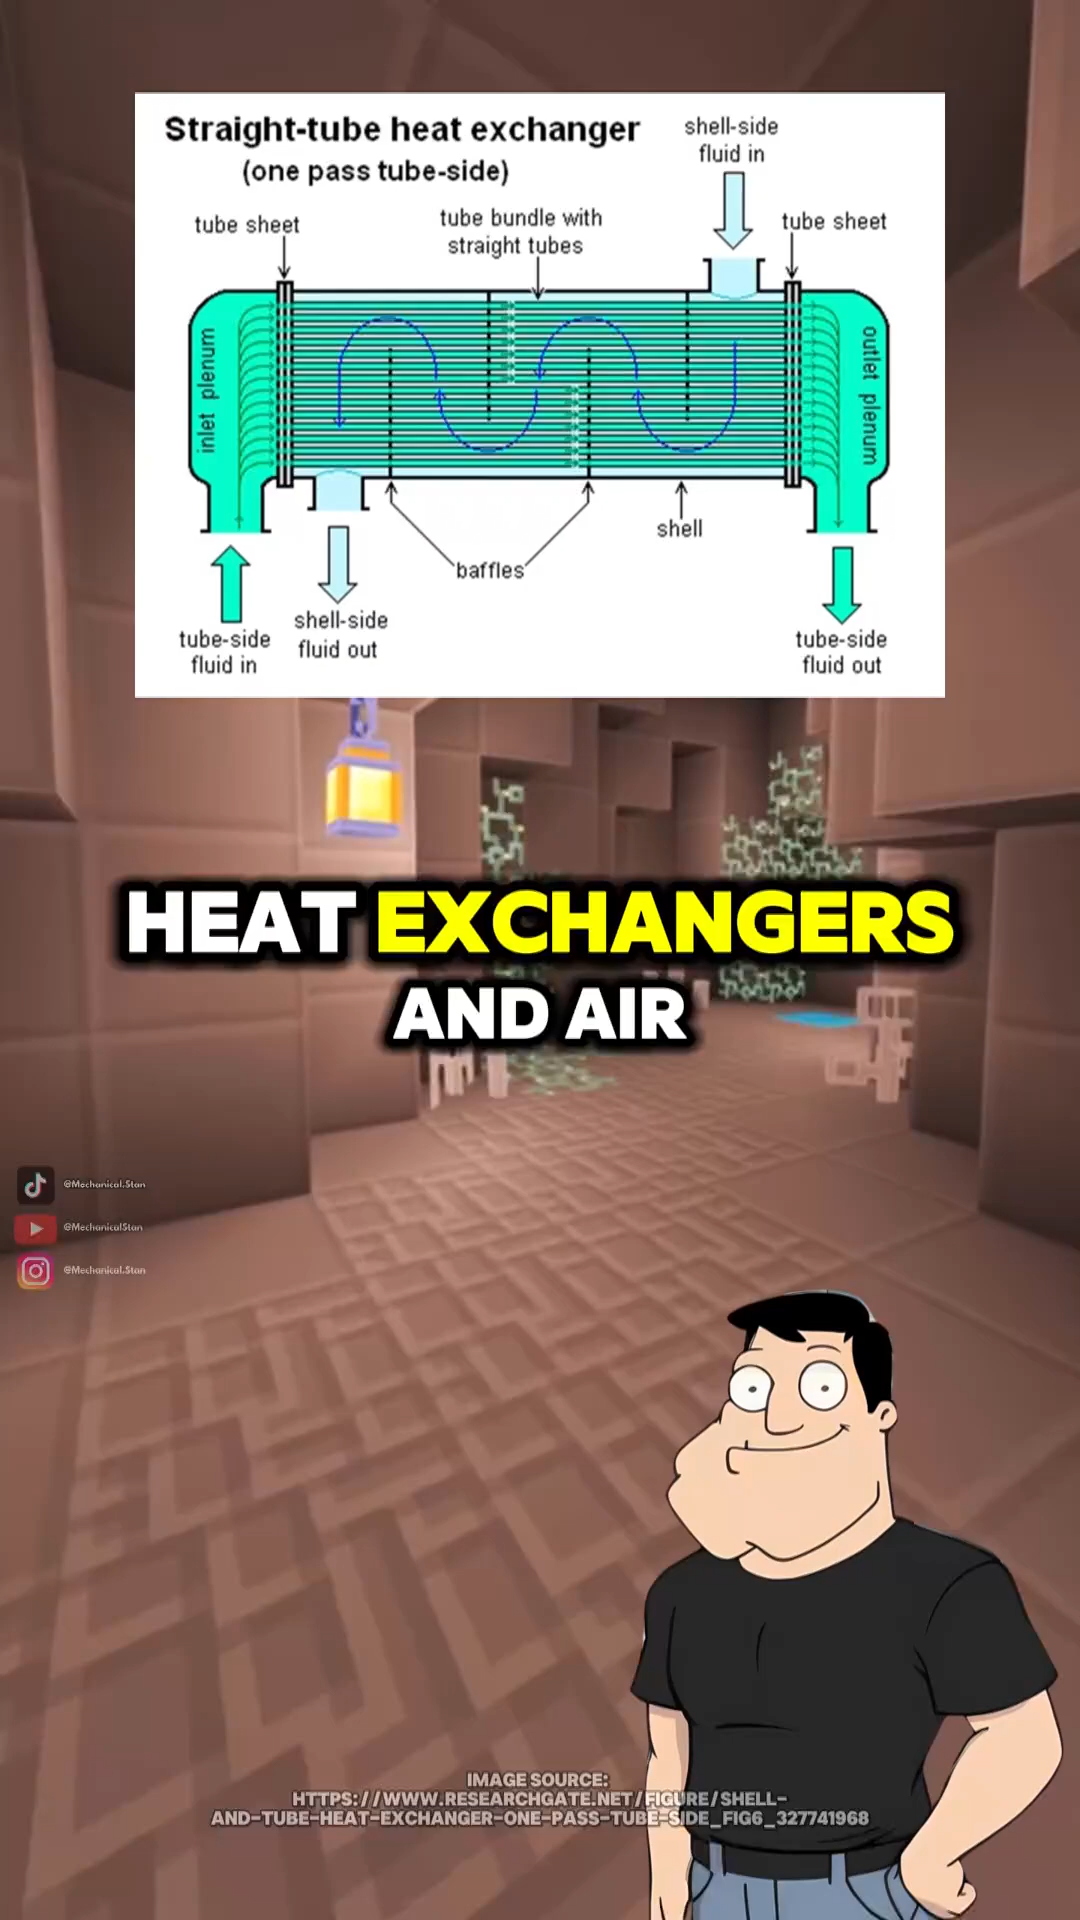 Straight-tube heat exchanger
(one pass tube-side)
shell-side
fluid in
tube sheet
tube bundle with
straight tubes
tube sheet
inlet plenum
outlet plenum
shell
baffles
shell-side
fluid out
tube-side
fluid in
tube-side
fluid out
HEAT EXCHANGERS
AND AIR
@Mechanical.Stan
@MechanicalStan
@Mechanical.Stan
IMAGE SOURCE:
HTTPS://WWW.RESEARCHGATE.NET/FIGURE/SHELL-
AND-TUBE-HEAT-EXCHANGER-ONE-PASS-TUBE-SIDE_FIG6_327741968